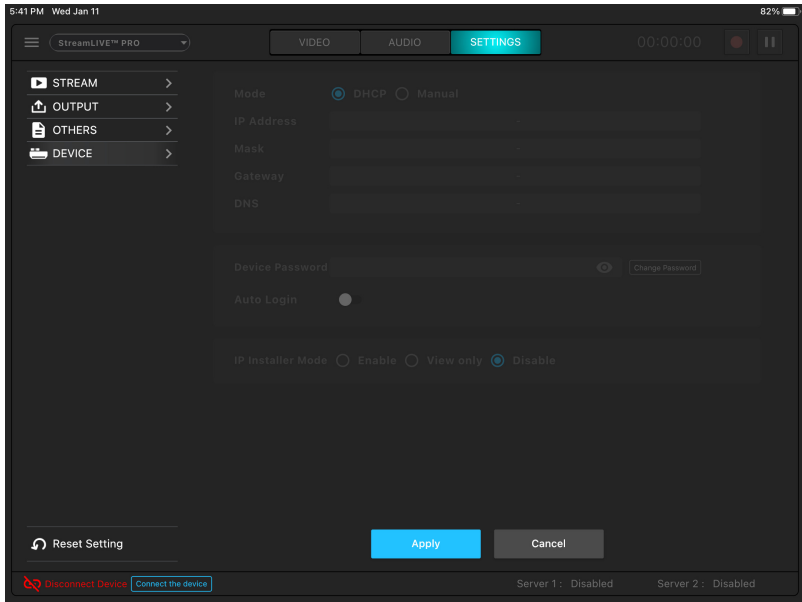 5:41 PM Wed Jan 11
82%
StreamLIVE™ PRO
VIDEO
AUDIO
SETTINGS
00:00:00
STREAM
OUTPUT
OTHERS
DEVICE
Mode DHCP Manual
IP Address -
Mask -
Gateway -
DNS -
Device Password Change Password
Auto Login
IP Installer Mode Enable View only Disable
Reset Setting
Apply
Cancel
Disconnect Device Connect the device
Server 1 : Disabled
Server 2 : Disabled